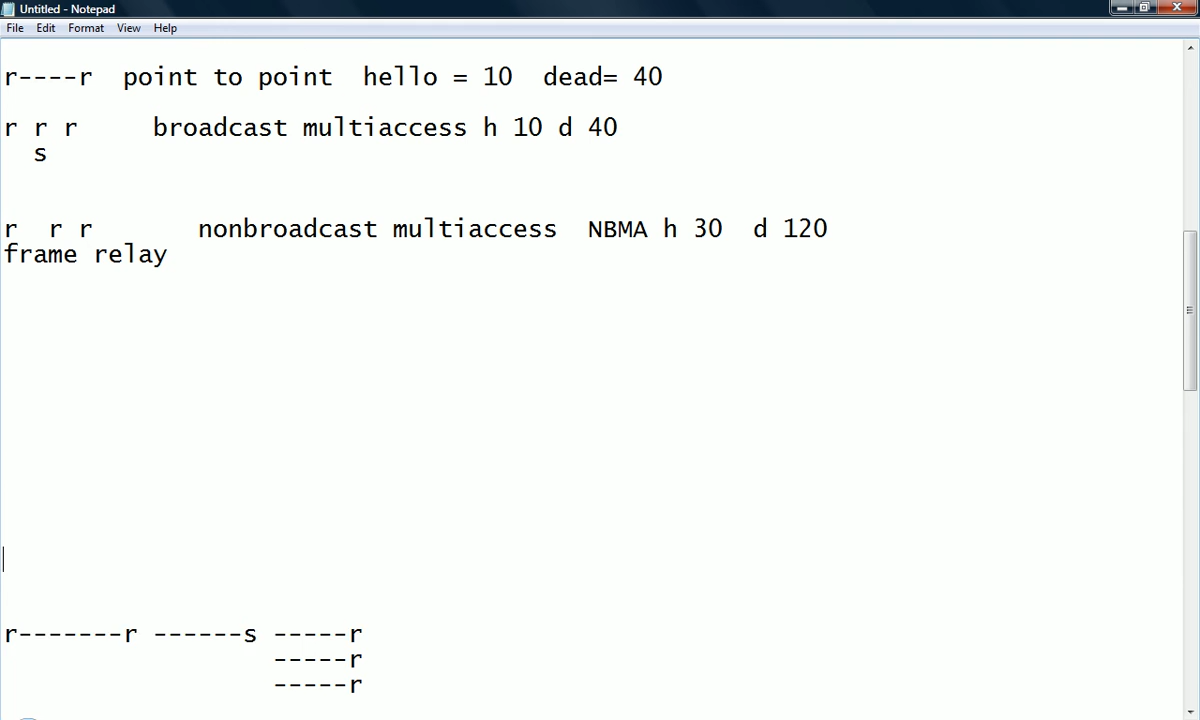 Untitled - Notepad
File Edit Format View Help
r----r point to point hello = 10 dead= 40
r r r broadcast multiaccess h 10 d 40
s
r r r nonbroadcast multiaccess NBMA h 30 d 120
frame relay
r-------r ------s -----r
-----r
-----r